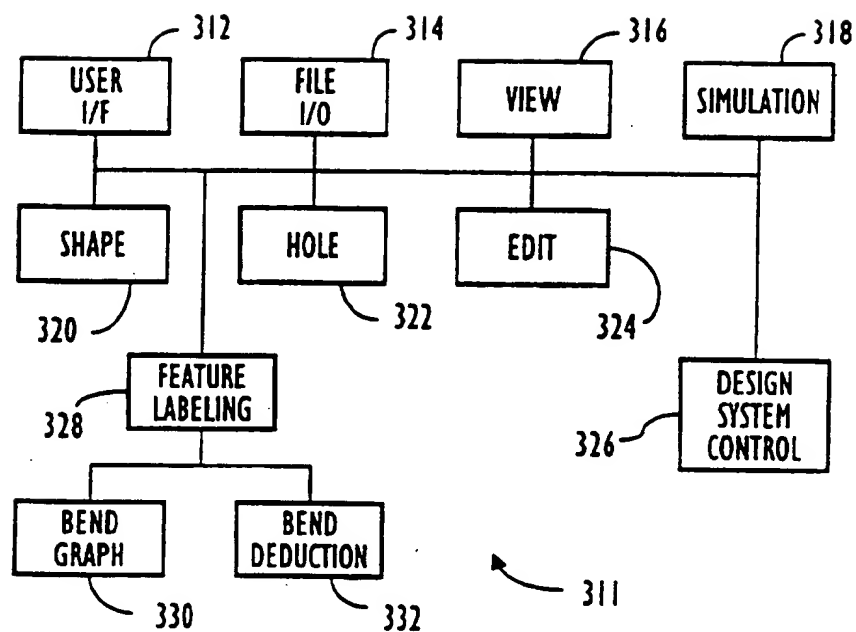 312
314
316
318
USER
I/F
FILE
I/O
VIEW
SIMULATION
SHAPE
HOLE
EDIT
320
322
324
FEATURE
LABELING
328
DESIGN
SYSTEM
CONTROL
326
BEND
GRAPH
BEND
DEDUCTION
330
332
311